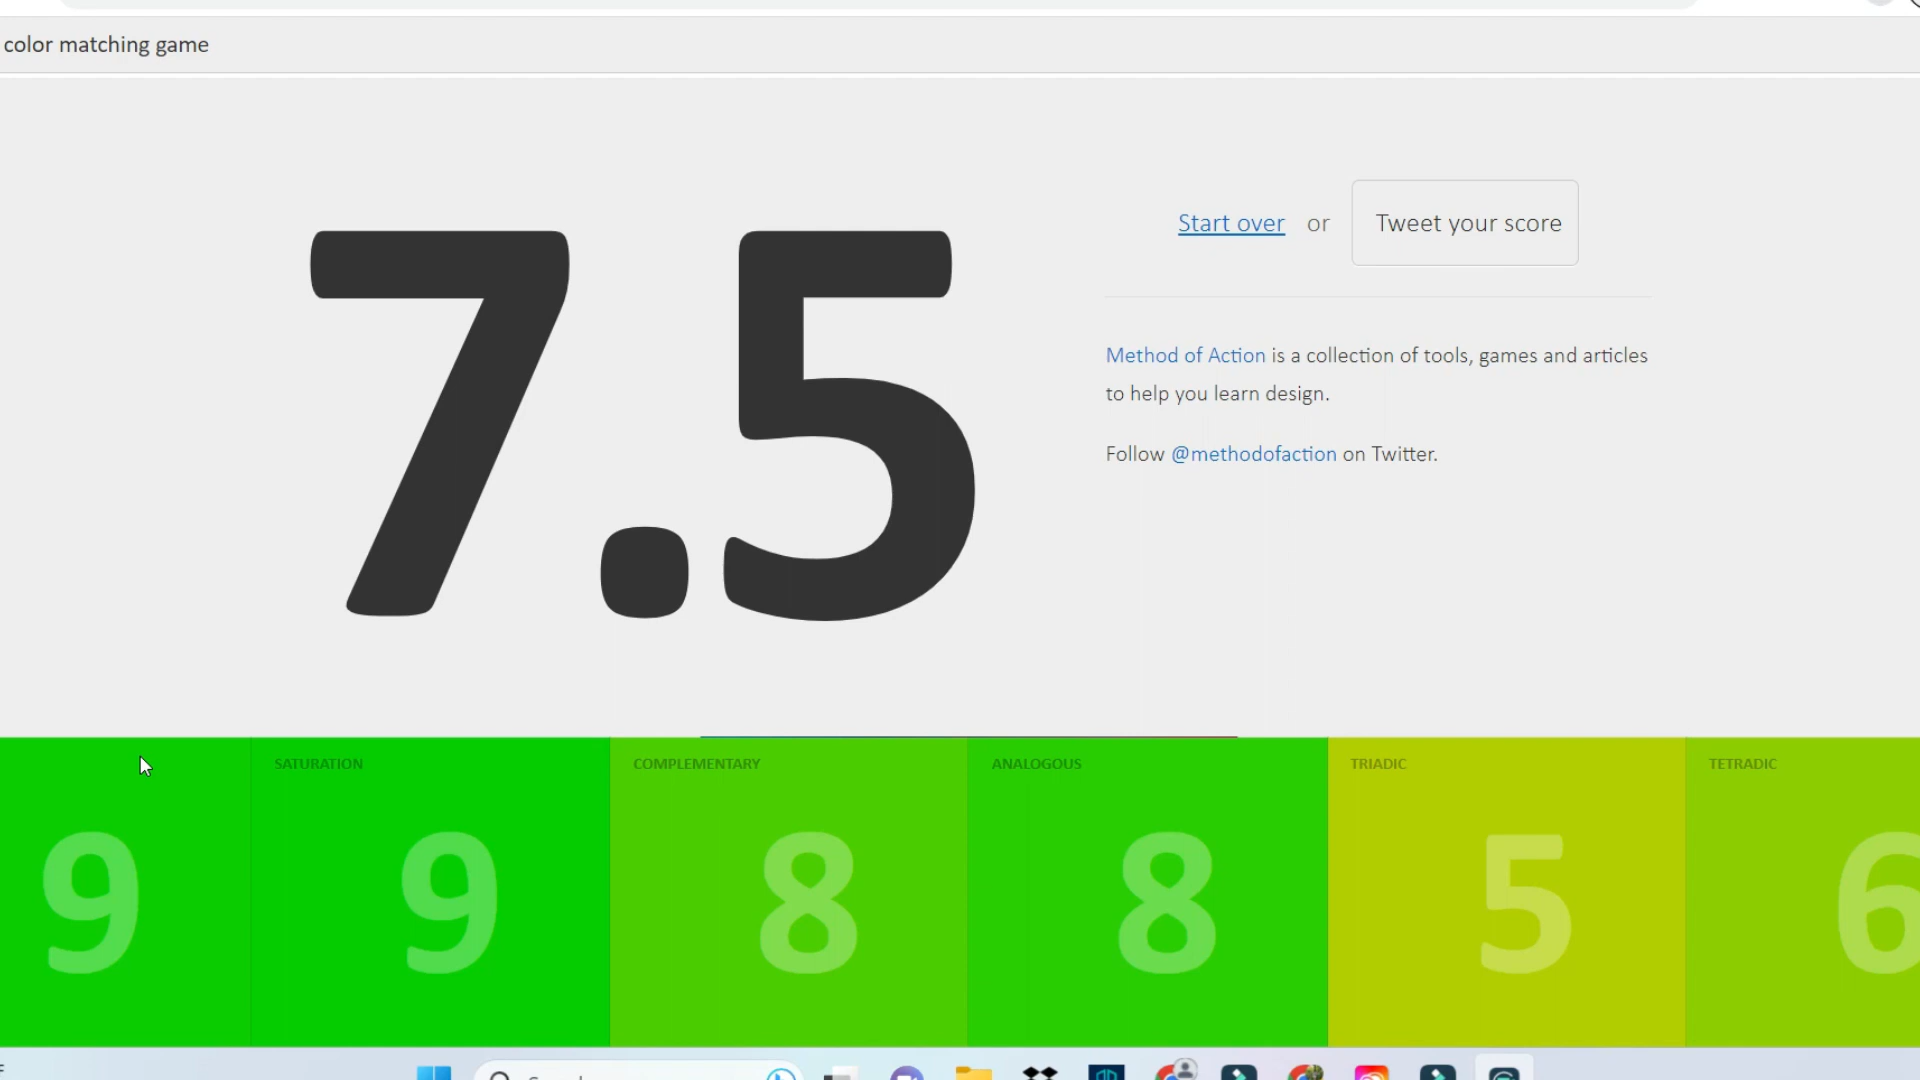 color matching game
7.5
Start over or Tweet your score
Method of Action is a collection of tools, games and articles
to help you learn design.
Follow @methodofaction on Twitter.
SATURATION COMPLEMENTARY ANALOGOUS TRIADIC TETRADIC
9 9 8 8 5 6